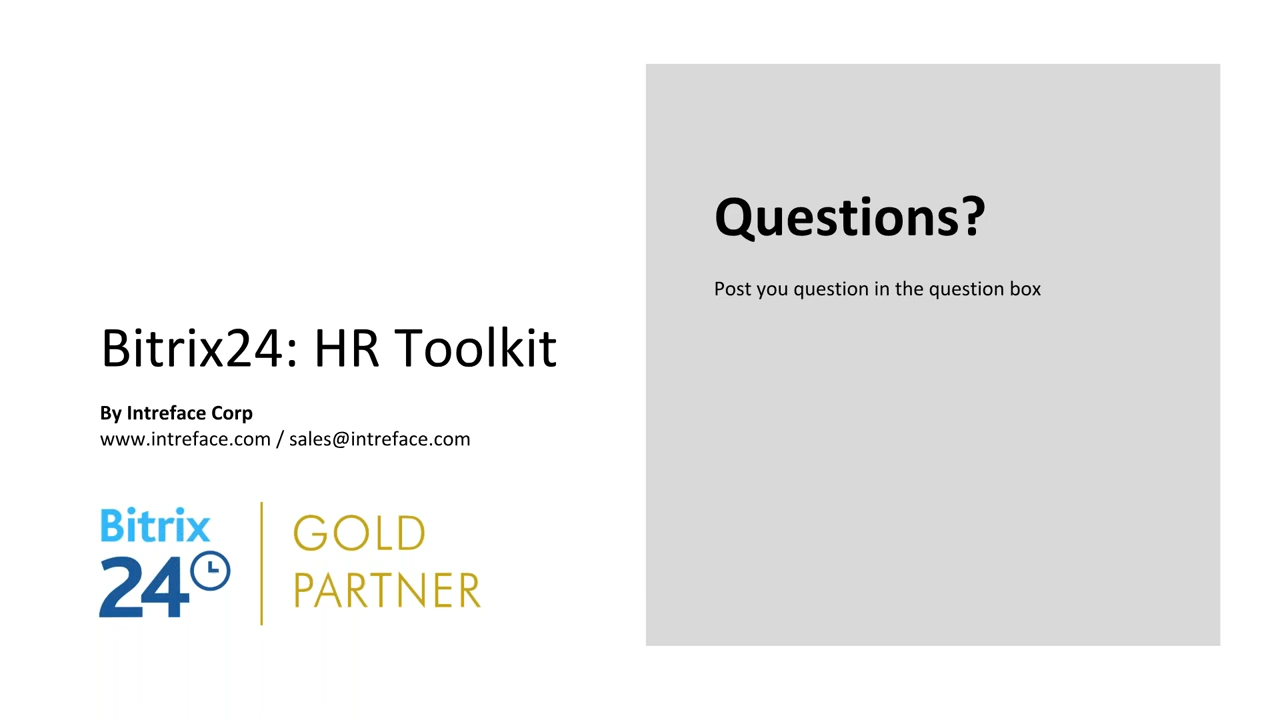 Bitrix24: HR Toolkit
By Intreface Corp
www.intreface.com / sales@intreface.com
Bitrix
24
GOLD
PARTNER
Questions?
Post you question in the question box